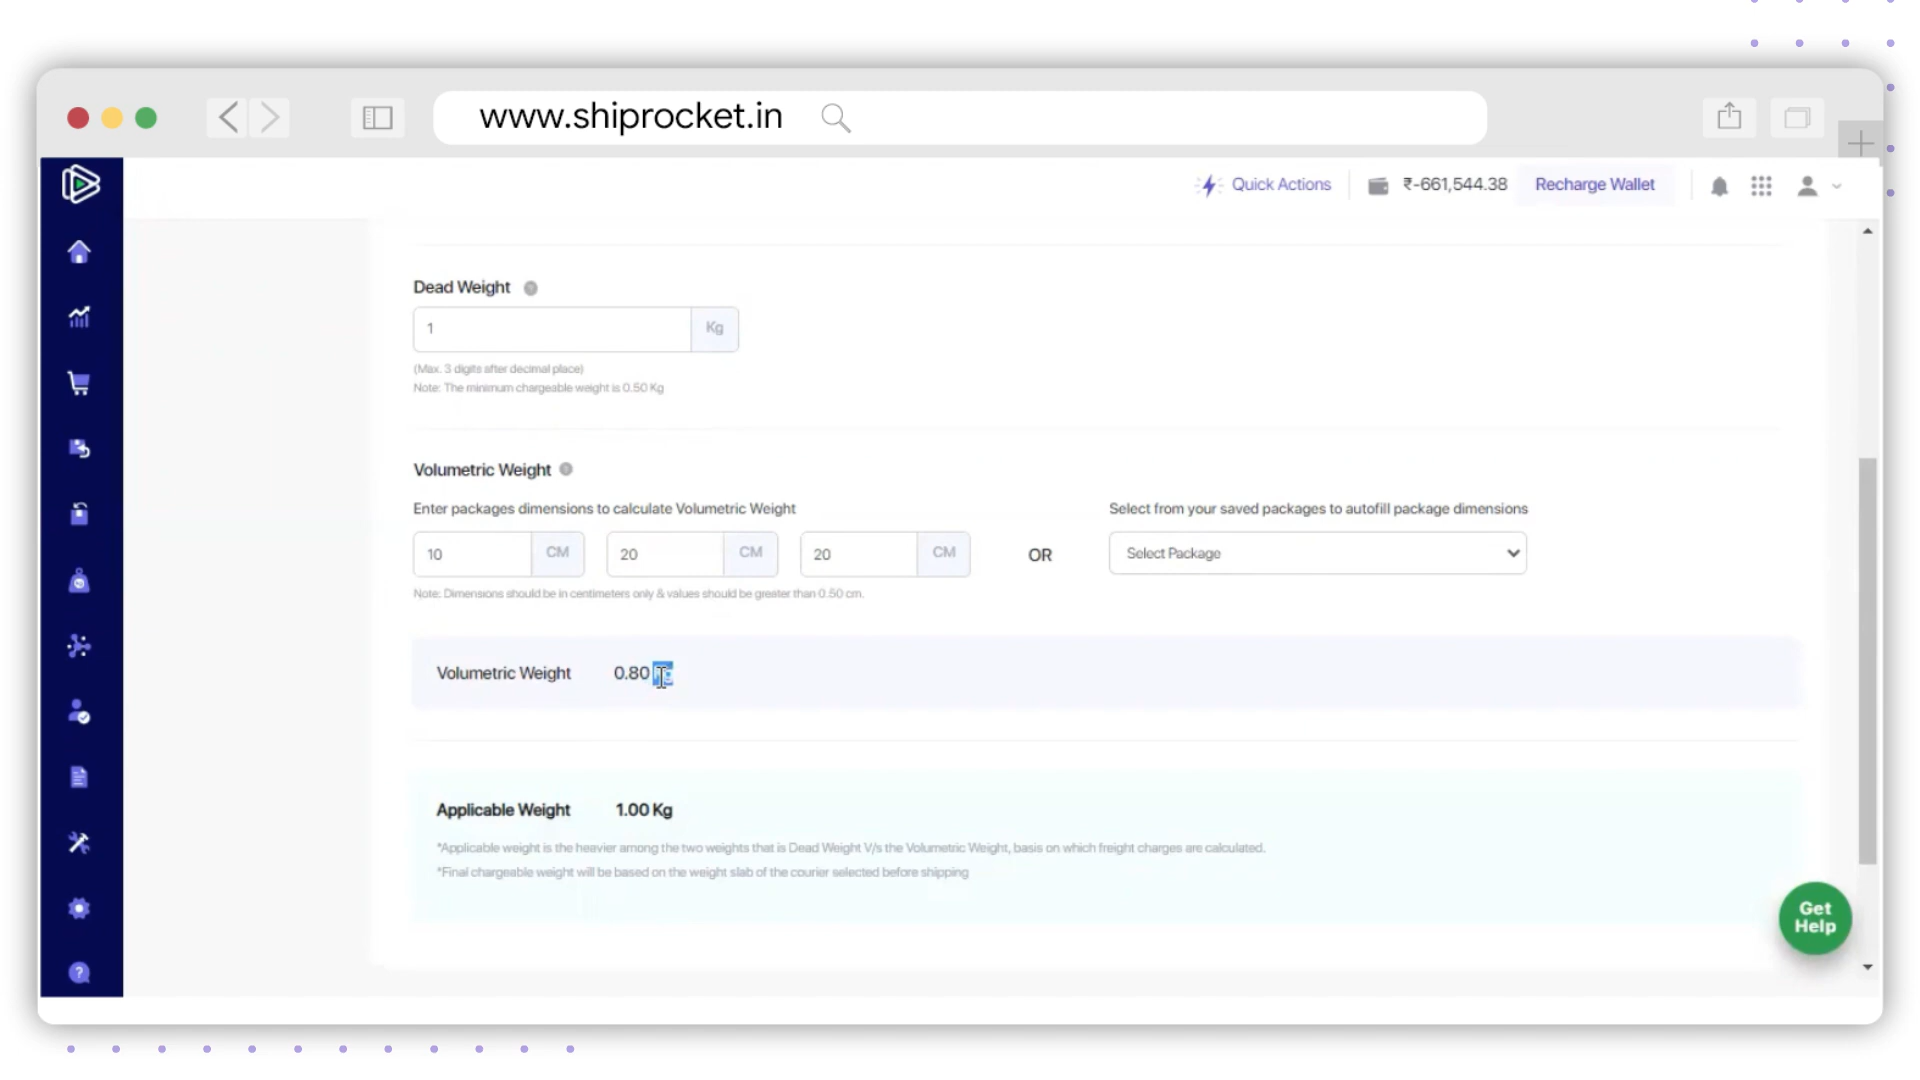 www.shiprocket.in
Quick Actions
₹-661,544.38
Recharge Wallet
Dead Weight
1
Kg
(Max. 3 digits after decimal place)
Note: The minimum chargeable weight is 0.50 Kg
Volumetric Weight
Enter packages dimensions to calculate Volumetric Weight
Select from your saved packages to autofill package dimensions
10 CM 20 CM 20 CM OR Select Package
Note: Dimensions should be in centimeters only & values should be greater than 0.50 cm.
Volumetric Weight 0.80
Applicable Weight 1.00 Kg
*Applicable weight is the heavier among the two weights that is Dead Weight V/s the Volumetric Weight, basis on which freight charges are calculated.
*Final chargeable weight will be based on the weight slab of the courier selected before shipping
Get
Help